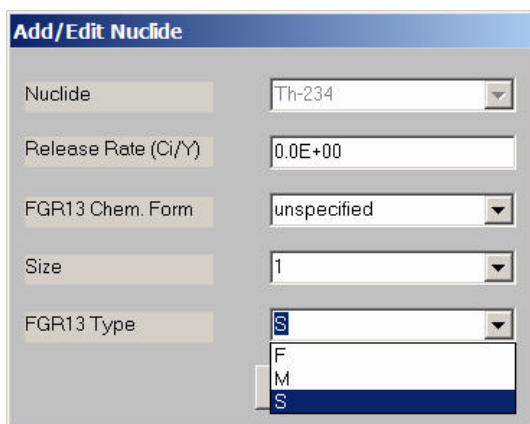 Add/Edit Nuclide
Nuclide Th-234
Release Rate (Ci/Y) 0.0E+00
FGR13 Chem. Form unspecified
Size 1
FGR13 Type S
F
M
S